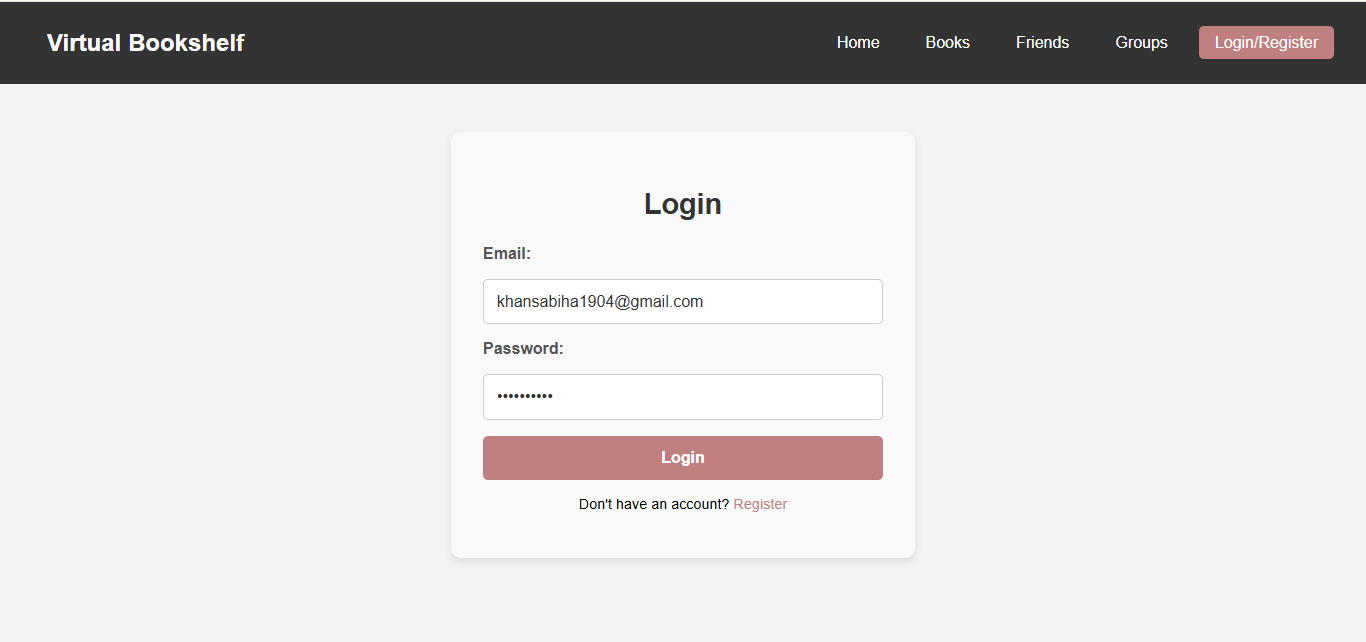 Virtual Bookshelf
Home Books Friends Groups Login/Register
Login
Email:
khansabiha1904@gmail.com
Password:
••••••••••
Login
Don't have an account? Register